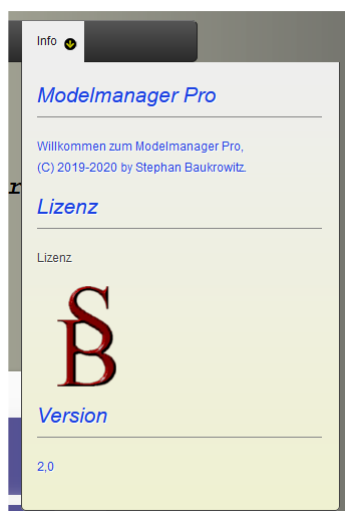 Info
Modelmanager Pro
Willkommen zum Modelmanager Pro,
(C) 2019-2020 by Stephan Baukrowitz.
Lizenz
Lizenz
SB
Version
2,0